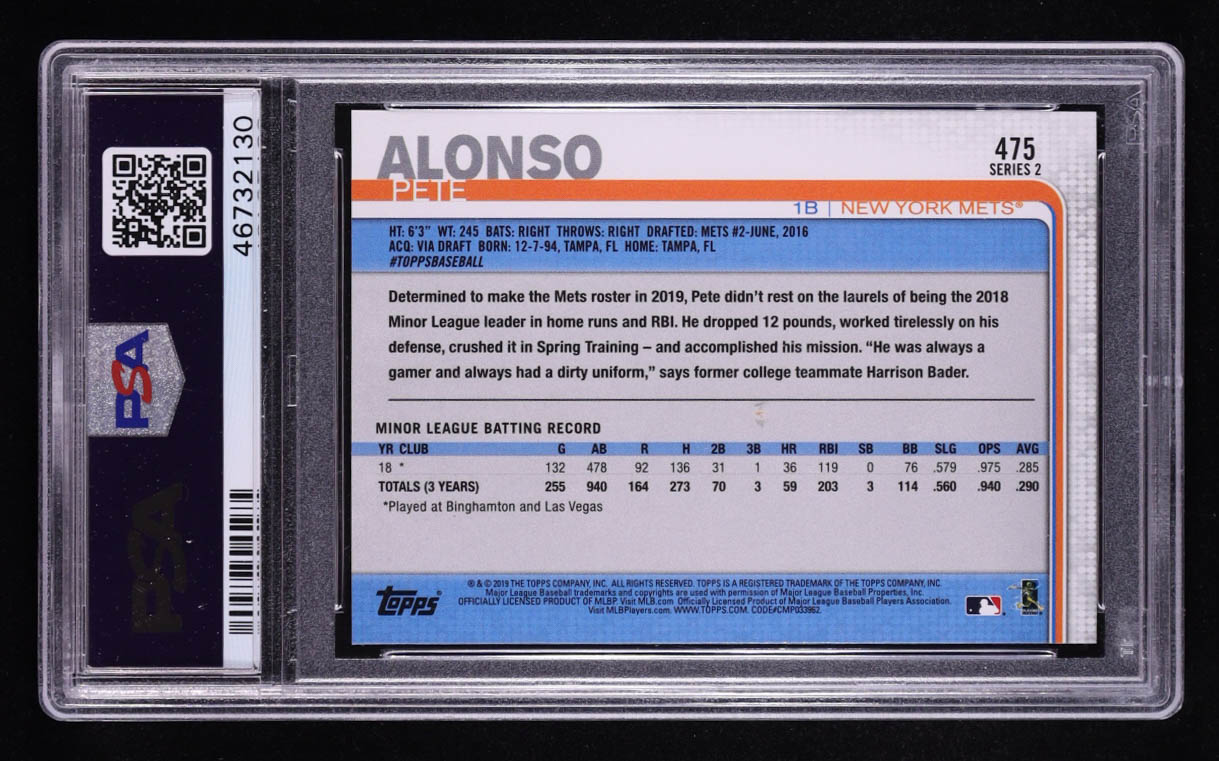 46732130
PSA
PSA
ALONSO
PETE
475
SERIES 2
1B | NEW YORK METS®
HT: 6'3" WT: 245 BATS: RIGHT THROWS: RIGHT DRAFTED: METS #2-JUNE, 2016
ACQ: VIA DRAFT BORN: 12-7-94, TAMPA, FL HOME: TAMPA, FL
#TOPPSBASEBALL
Determined to make the Mets roster in 2019, Pete didn't rest on the laurels of being the 2018
Minor League leader in home runs and RBI. He dropped 12 pounds, worked tirelessly on his
defense, crushed it in Spring Training – and accomplished his mission. “He was always a
gamer and always had a dirty uniform,” says former college teammate Harrison Bader.
MINOR LEAGUE BATTING RECORD
YR CLUB G AB R H 2B 3B HR RBI SB BB SLG OPS AVG
18 * 132 478 92 136 31 1 36 119 0 76 .579 .975 .285
TOTALS (3 YEARS) 255 940 164 273 70 3 59 203 3 114 .560 .940 .290
*Played at Binghamton and Las Vegas
Topps®
® & © 2019 THE TOPPS COMPANY, INC. ALL RIGHTS RESERVED. TOPPS IS A REGISTERED TRADEMARK OF THE TOPPS COMPANY, INC.
Major League Baseball trademarks and copyrights are used with permission of Major League Baseball Properties, Inc.
OFFICIALLY LICENSED PRODUCT OF MLBP. Visit MLB.com Officially Licensed Product of Major League Baseball Players Association.
Visit MLBPlayers.com. WWW.TOPPS.COM. CODE#CMP033962.
PSA